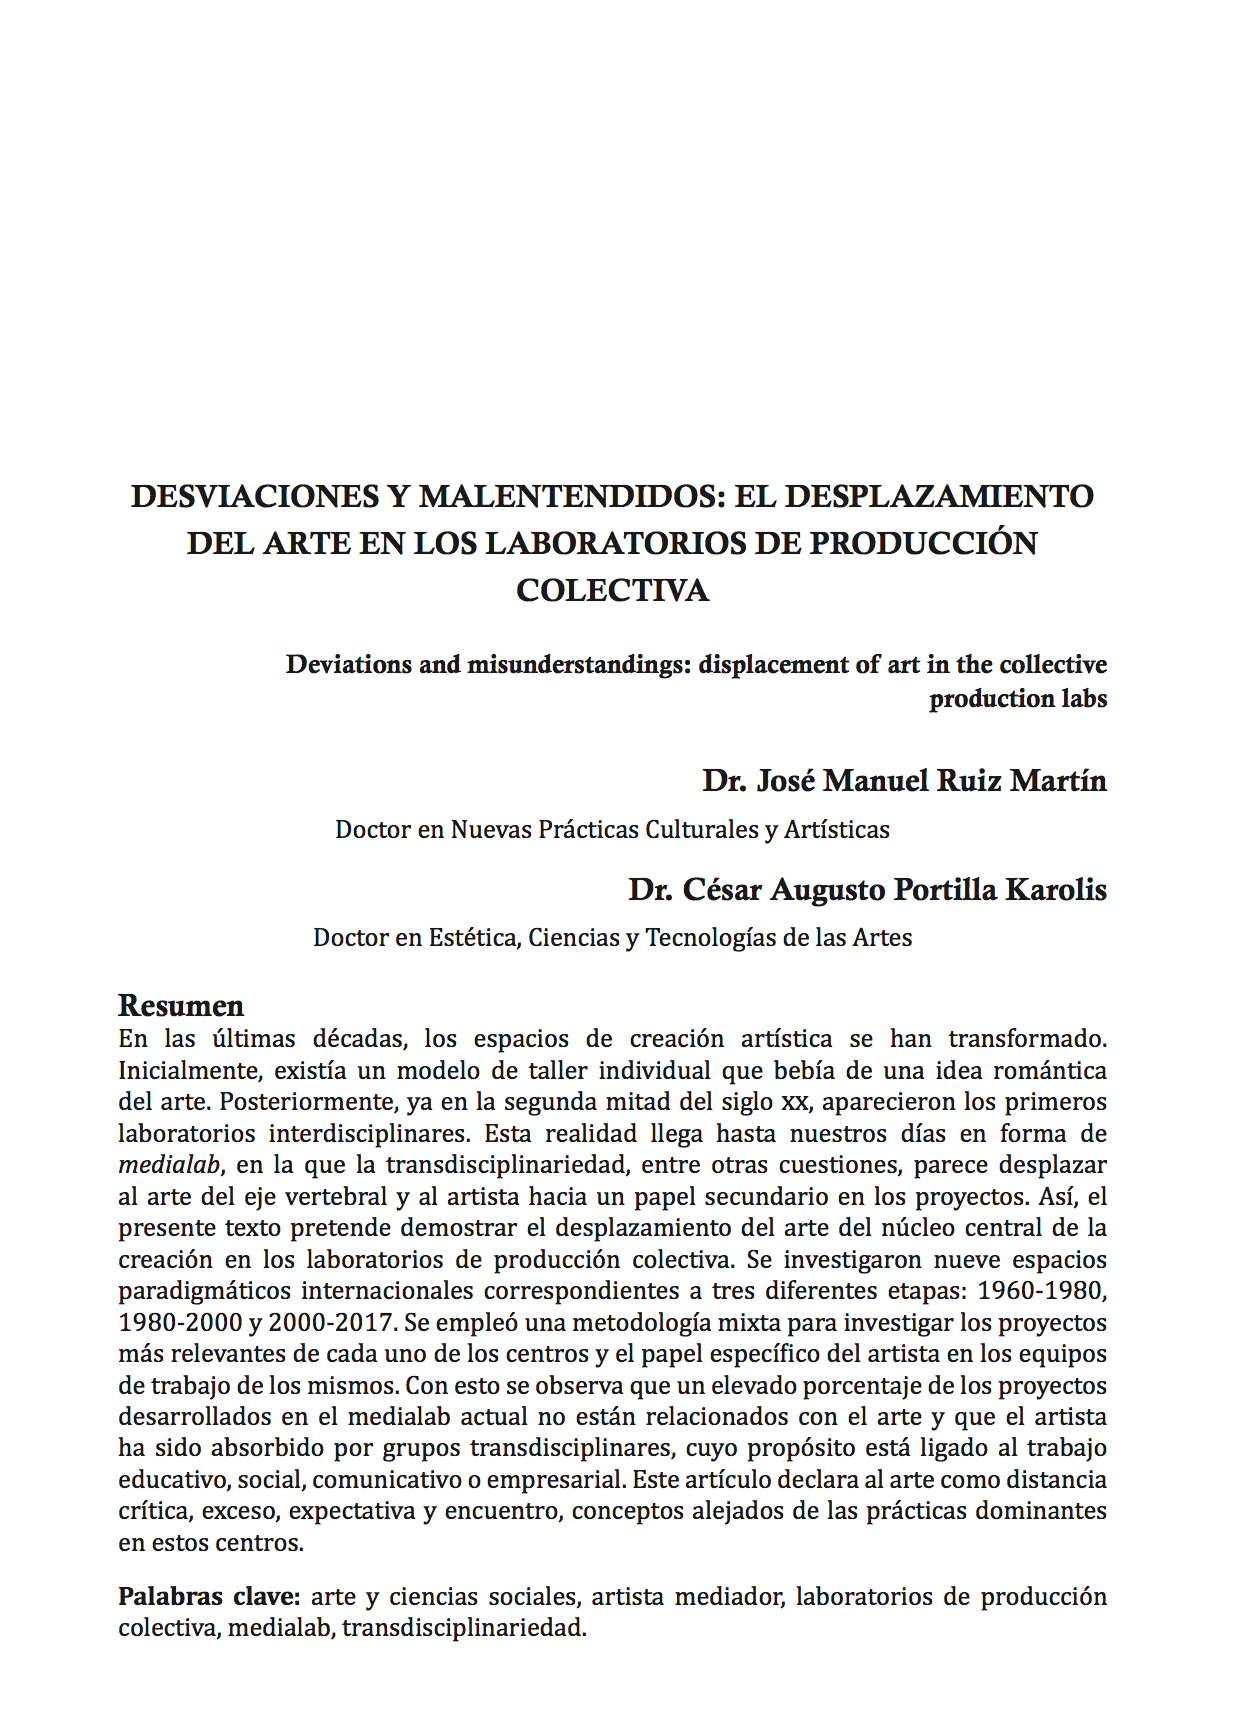 DESVIACIONES Y MALENTENDIDOS: EL DESPLAZAMIENTO
DEL ARTE EN LOS LABORATORIOS DE PRODUCCIÓN
COLECTIVA
Deviations and misunderstandings: displacement of art in the collective
production labs
Dr. José Manuel Ruiz Martín
Doctor en Nuevas Prácticas Culturales y Artísticas
Dr. César Augusto Portilla Karolis
Doctor en Estética, Ciencias y Tecnologías de las Artes
Resumen
En las últimas décadas, los espacios de creación artística se han transformado.
Inicialmente, existía un modelo de taller individual que bebía de una idea romántica
del arte. Posteriormente, ya en la segunda mitad del siglo xx, aparecieron los primeros
laboratorios interdisciplinares. Esta realidad llega hasta nuestros días en forma de
medialab, en la que la transdisciplinariedad, entre otras cuestiones, parece desplazar
al arte del eje vertebral y al artista hacia un papel secundario en los proyectos. Así, el
presente texto pretende demostrar el desplazamiento del arte del núcleo central de la
creación en los laboratorios de producción colectiva. Se investigaron nueve espacios
paradigmáticos internacionales correspondientes a tres diferentes etapas: 1960-1980,
1980-2000 y 2000-2017. Se empleó una metodología mixta para investigar los proyectos
más relevantes de cada uno de los centros y el papel específico del artista en los equipos
de trabajo de los mismos. Con esto se observa que un elevado porcentaje de los proyectos
desarrollados en el medialab actual no están relacionados con el arte y que el artista
ha sido absorbido por grupos transdisciplinares, cuyo propósito está ligado al trabajo
educativo, social, comunicativo o empresarial. Este artículo declara al arte como distancia
crítica, exceso, expectativa y encuentro, conceptos alejados de las prácticas dominantes
en estos centros.
Palabras clave: arte y ciencias sociales, artista mediador, laboratorios de producción
colectiva, medialab, transdisciplinariedad.